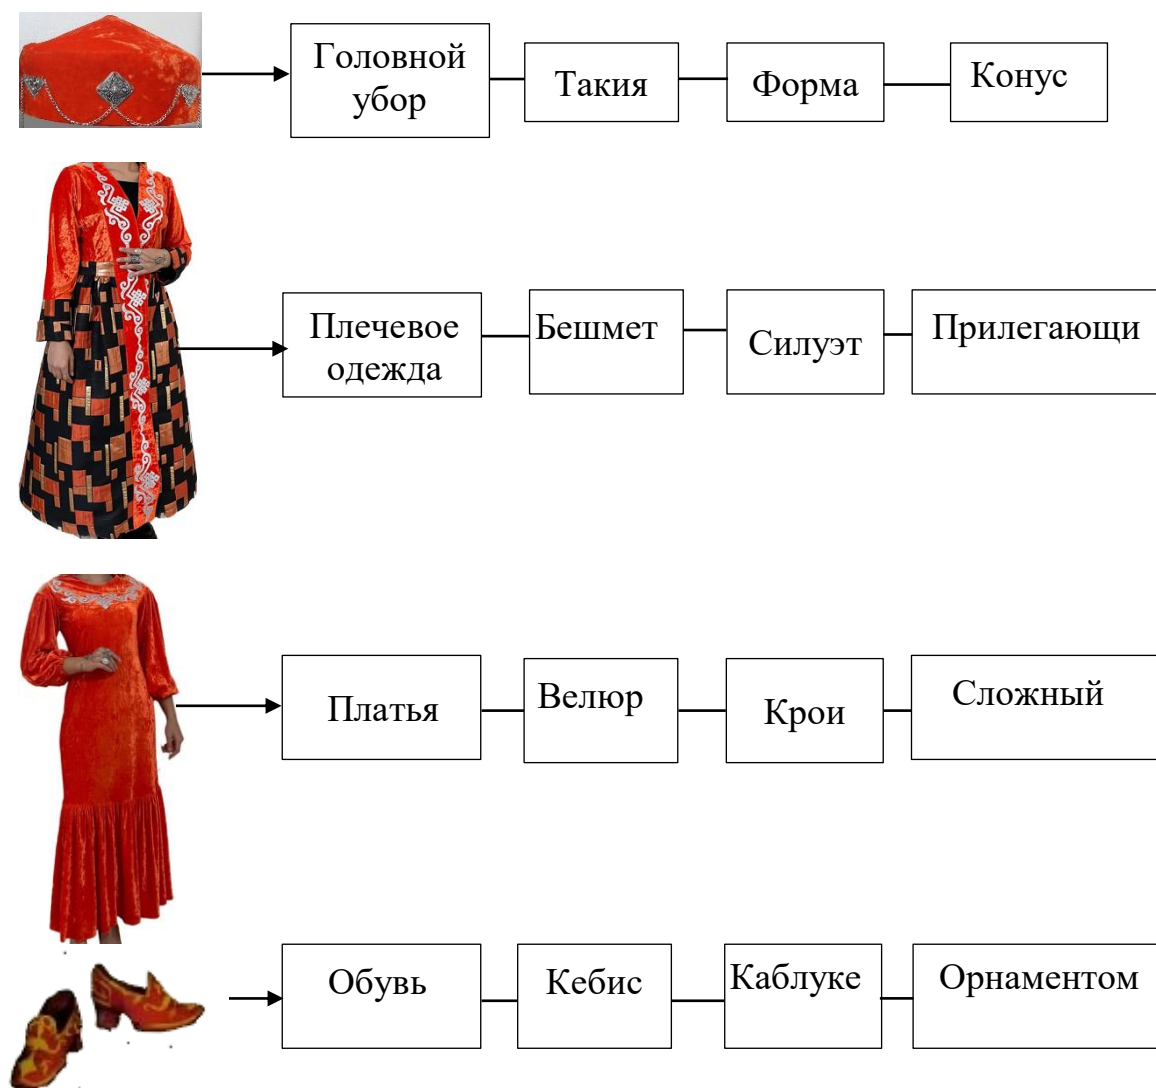 Головной
убор
Такия
Форма
Конус
Плечевое
одежда
Бешмет
Силуэт
Прилегающи
Платья
Велюр
Крои
Сложный
Обувь
Кебис
Каблуке
Орнаментом